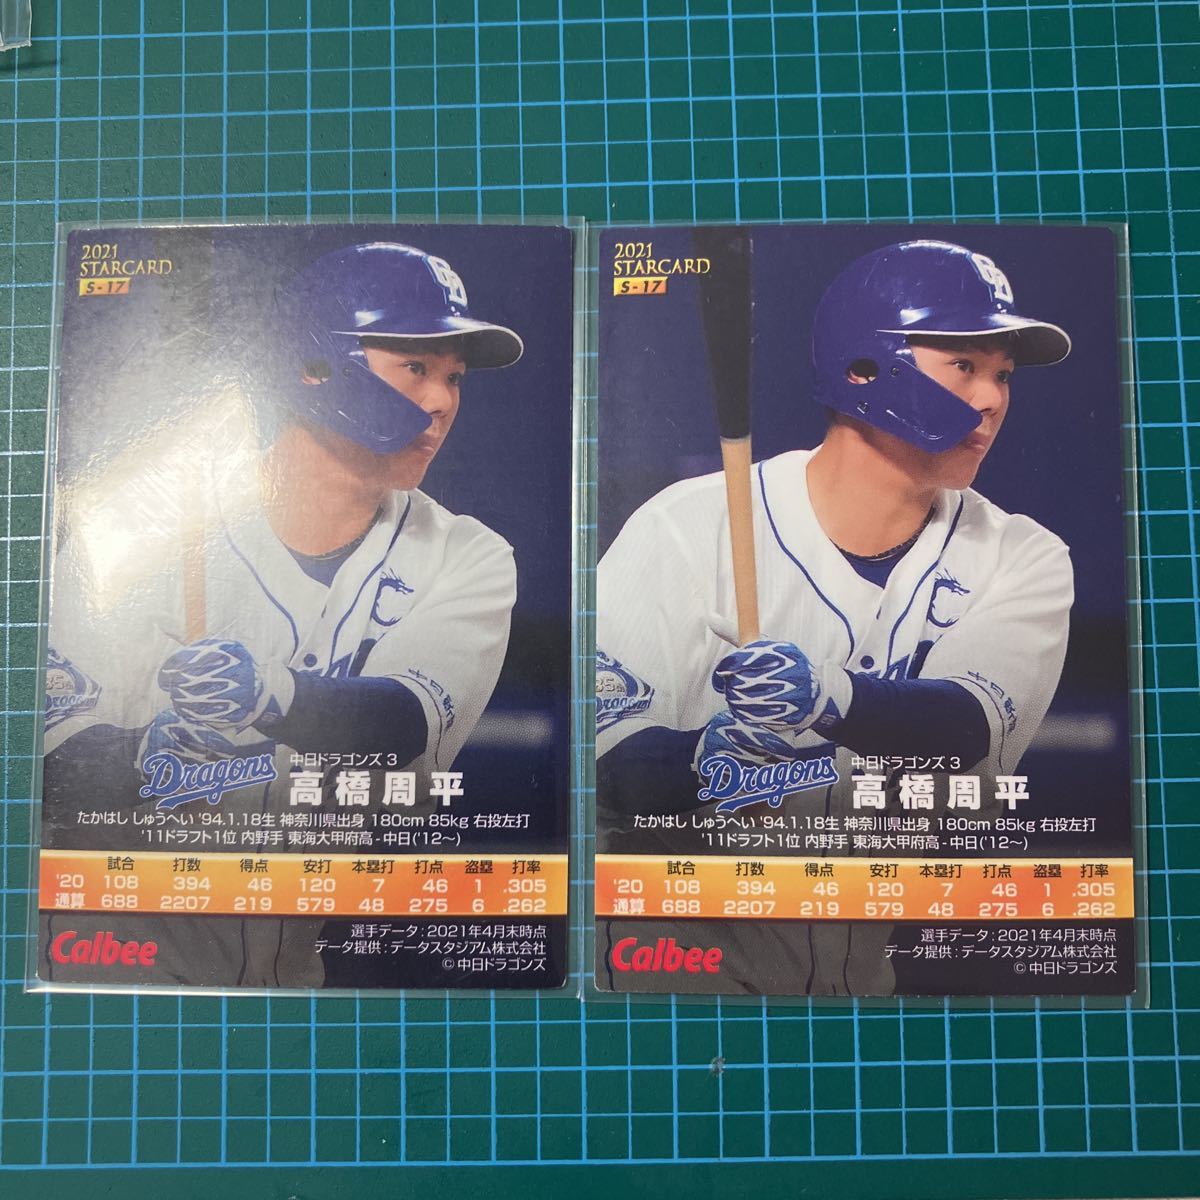 2021
STARCARD
S-17
中日ドラゴンズ 3
Dragons
高橋周平
たかはし しゅうへい '94.1.18生 神奈川県出身 180cm 85kg 右投左打
'11ドラフト1位 内野手 東海大甲府高-中日('12~)
試合 打数 得点 安打 本塁打 打点 盗塁 打率
'20 108 394 46 120 7 46 1 .305
通算 688 2207 219 579 48 275 6 .262
Calbee
選手データ:2021年4月末時点
データ提供:データスタジアム株式会社
© 中日ドラゴンズ
2021
STARCARD
S-17
中日ドラゴンズ 3
Dragons
高橋周平
たかはし しゅうへい '94.1.18生 神奈川県出身 180cm 85kg 右投左打
'11ドラフト1位 内野手 東海大甲府高-中日('12~)
試合 打数 得点 安打 本塁打 打点 盗塁 打率
'20 108 394 46 120 7 46 1 .305
通算 688 2207 219 579 48 275 6 .262
Calbee
選手データ:2021年4月末時点
データ提供:データスタジアム株式会社
© 中日ドラゴンズ